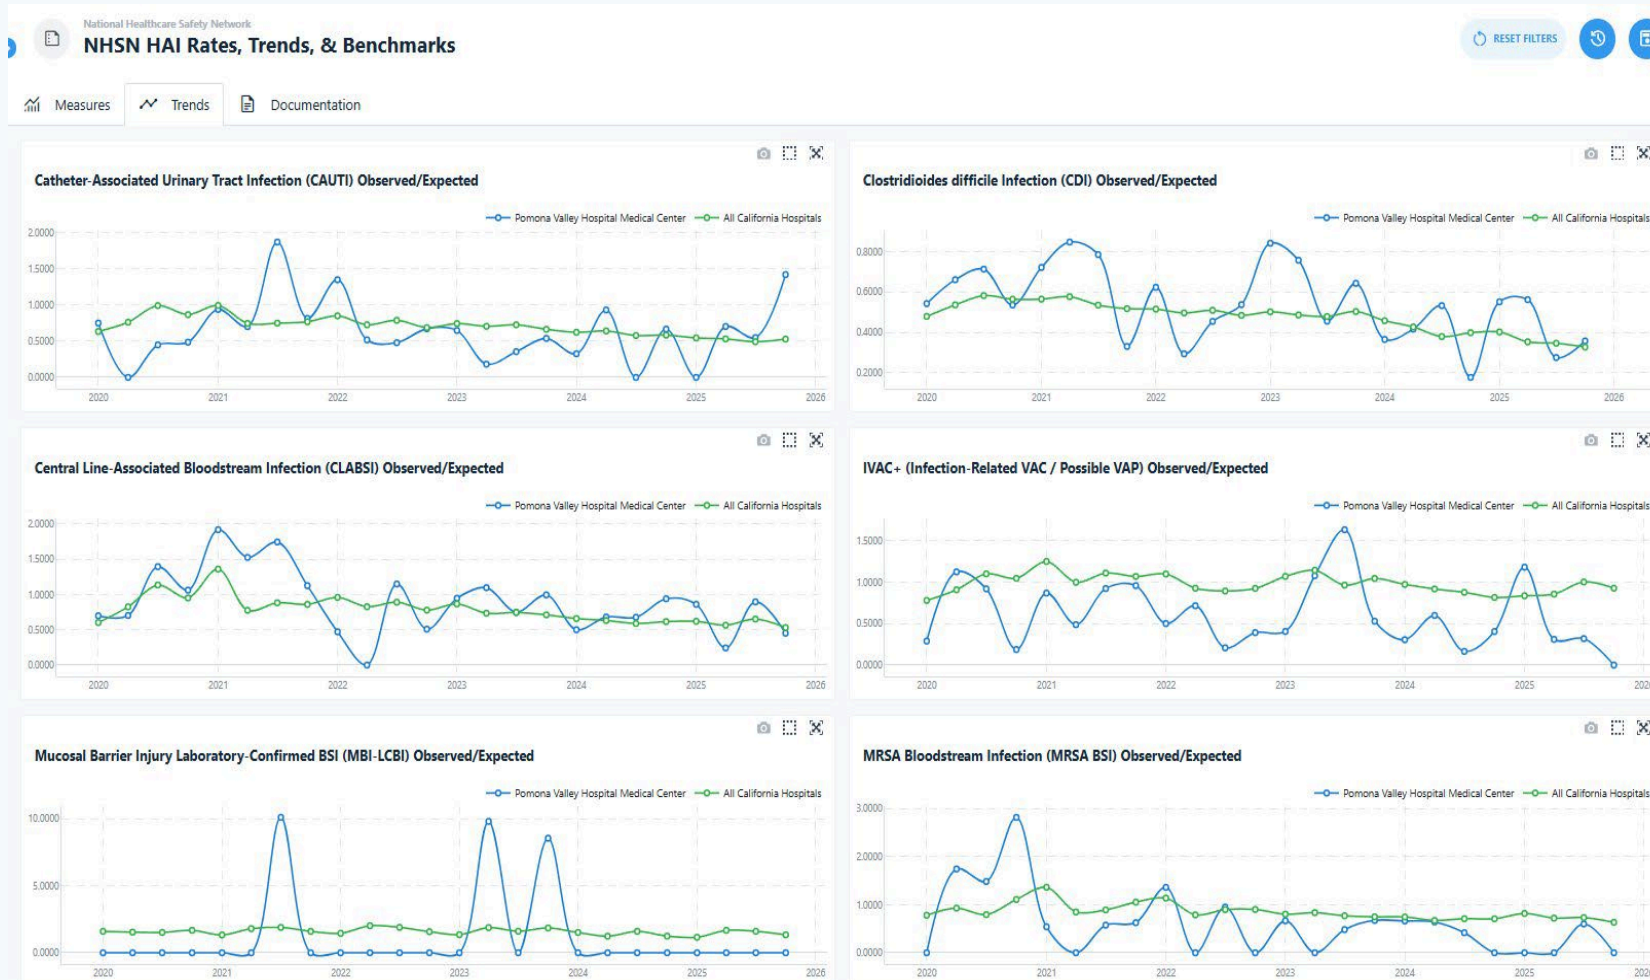 National Healthcare Safety Network
NHSN HAI Rates, Trends, & Benchmarks
RESET FILTERS
Measures
Trends
Documentation
Catheter-Associated Urinary Tract Infection (CAUTI) Observed/Expected
Pomona Valley Hospital Medical Center
All California Hospitals
2.0000
1.5000
1.0000
0.5000
0.0000
2020 2021 2022 2023 2024 2025 2026
Clostridioides difficile Infection (CDI) Observed/Expected
Pomona Valley Hospital Medical Center
All California Hospitals
0.8000
0.6000
0.4000
0.2000
2020 2021 2022 2023 2024 2025 2026
Central Line-Associated Bloodstream Infection (CLABSI) Observed/Expected
Pomona Valley Hospital Medical Center
All California Hospitals
2.0000
1.5000
1.0000
0.5000
0.0000
2020 2021 2022 2023 2024 2025 2026
IVAC+ (Infection-Related VAC / Possible VAP) Observed/Expected
Pomona Valley Hospital Medical Center
All California Hospitals
1.5000
1.0000
0.5000
0.0000
2020 2021 2022 2023 2024 2025
Mucosal Barrier Injury Laboratory-Confirmed BSI (MBI-LCBI) Observed/Expected
Pomona Valley Hospital Medical Center
All California Hospitals
10.0000
5.0000
0.0000
2020 2021 2022 2023 2024 2025 2026
MRSA Bloodstream Infection (MRSA BSI) Observed/Expected
Pomona Valley Hospital Medical Center
All California Hospitals
3.0000
2.0000
1.0000
0.0000
2020 2021 2022 2023 2024 2025